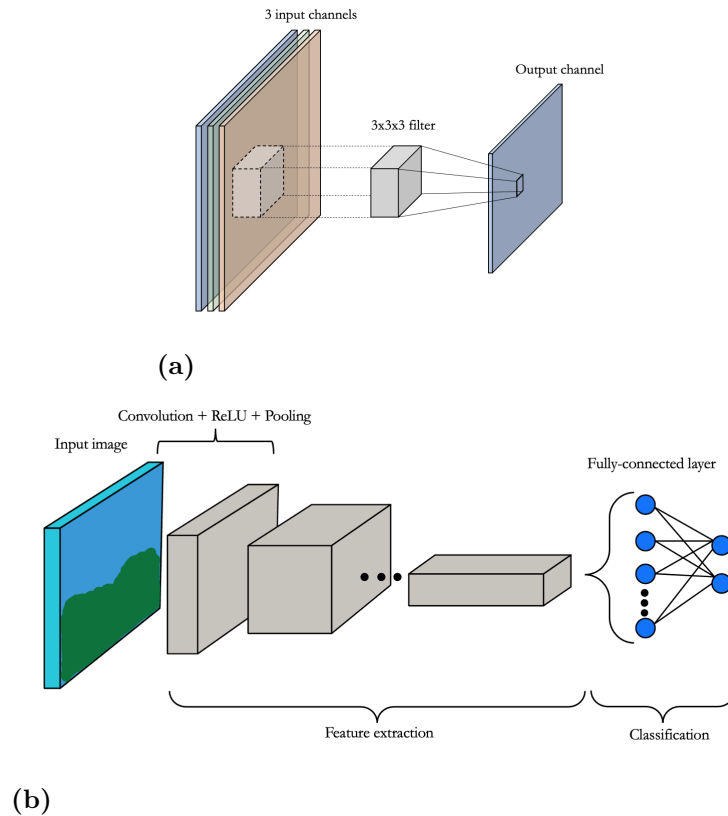 3 input channels
Output channel
3x3x3 filter
(a)
Convolution + ReLU + Pooling
Input image
Fully-connected layer
Feature extraction
Classification
(b)